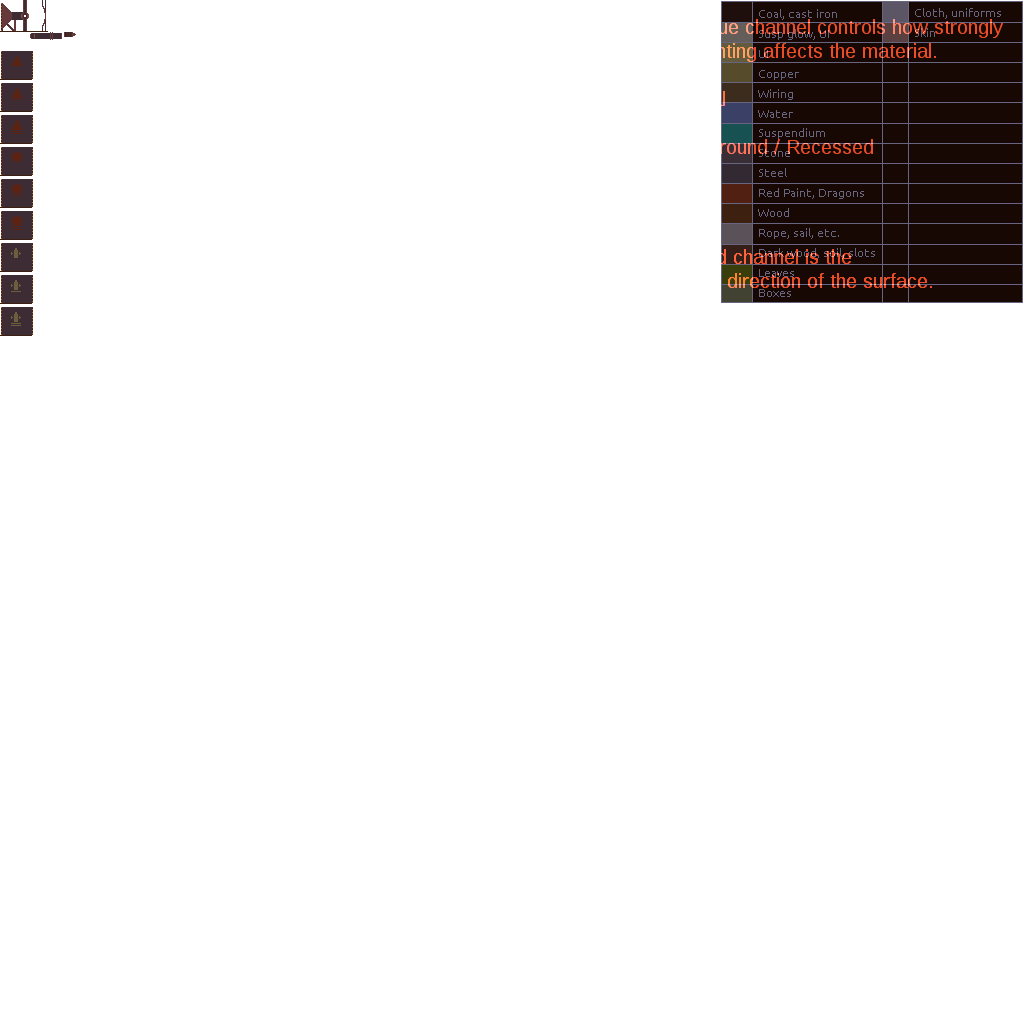 Coal, cast iron
Cloth, uniforms
ue channel controls how strongly
Susp glow, UI
Skin
UI
nting affects the material.
Copper
Wiring
Water
Suspendium
round / Recessed
Stone
Steel
Red Paint, Dragons
Wood
Rope, sail, etc.
Dark wood, soil, slots
d channel is the
Leaves
direction of the surface.
Boxes